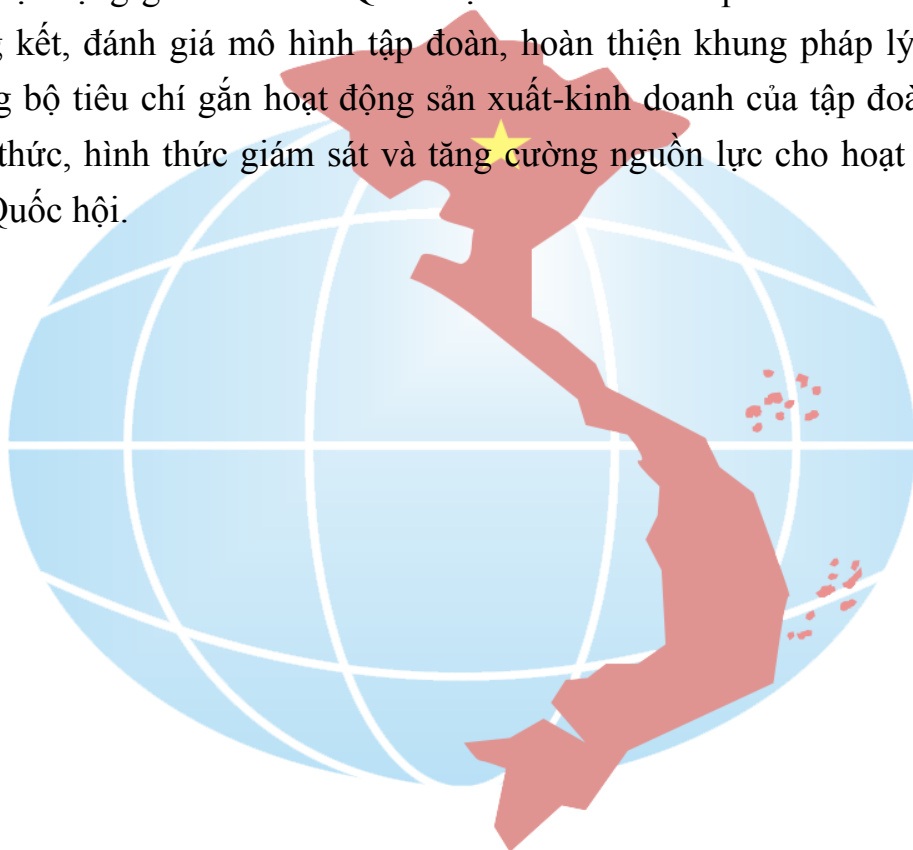 kết, đánh giá mô hình tập đoàn, hoàn thiện khung pháp lý
bộ tiêu chí gắn hoạt động sản xuất-kinh doanh của tập
thức, hình thức giám sát và tăng cường nguồn lực cho hoạt
Quốc hội.